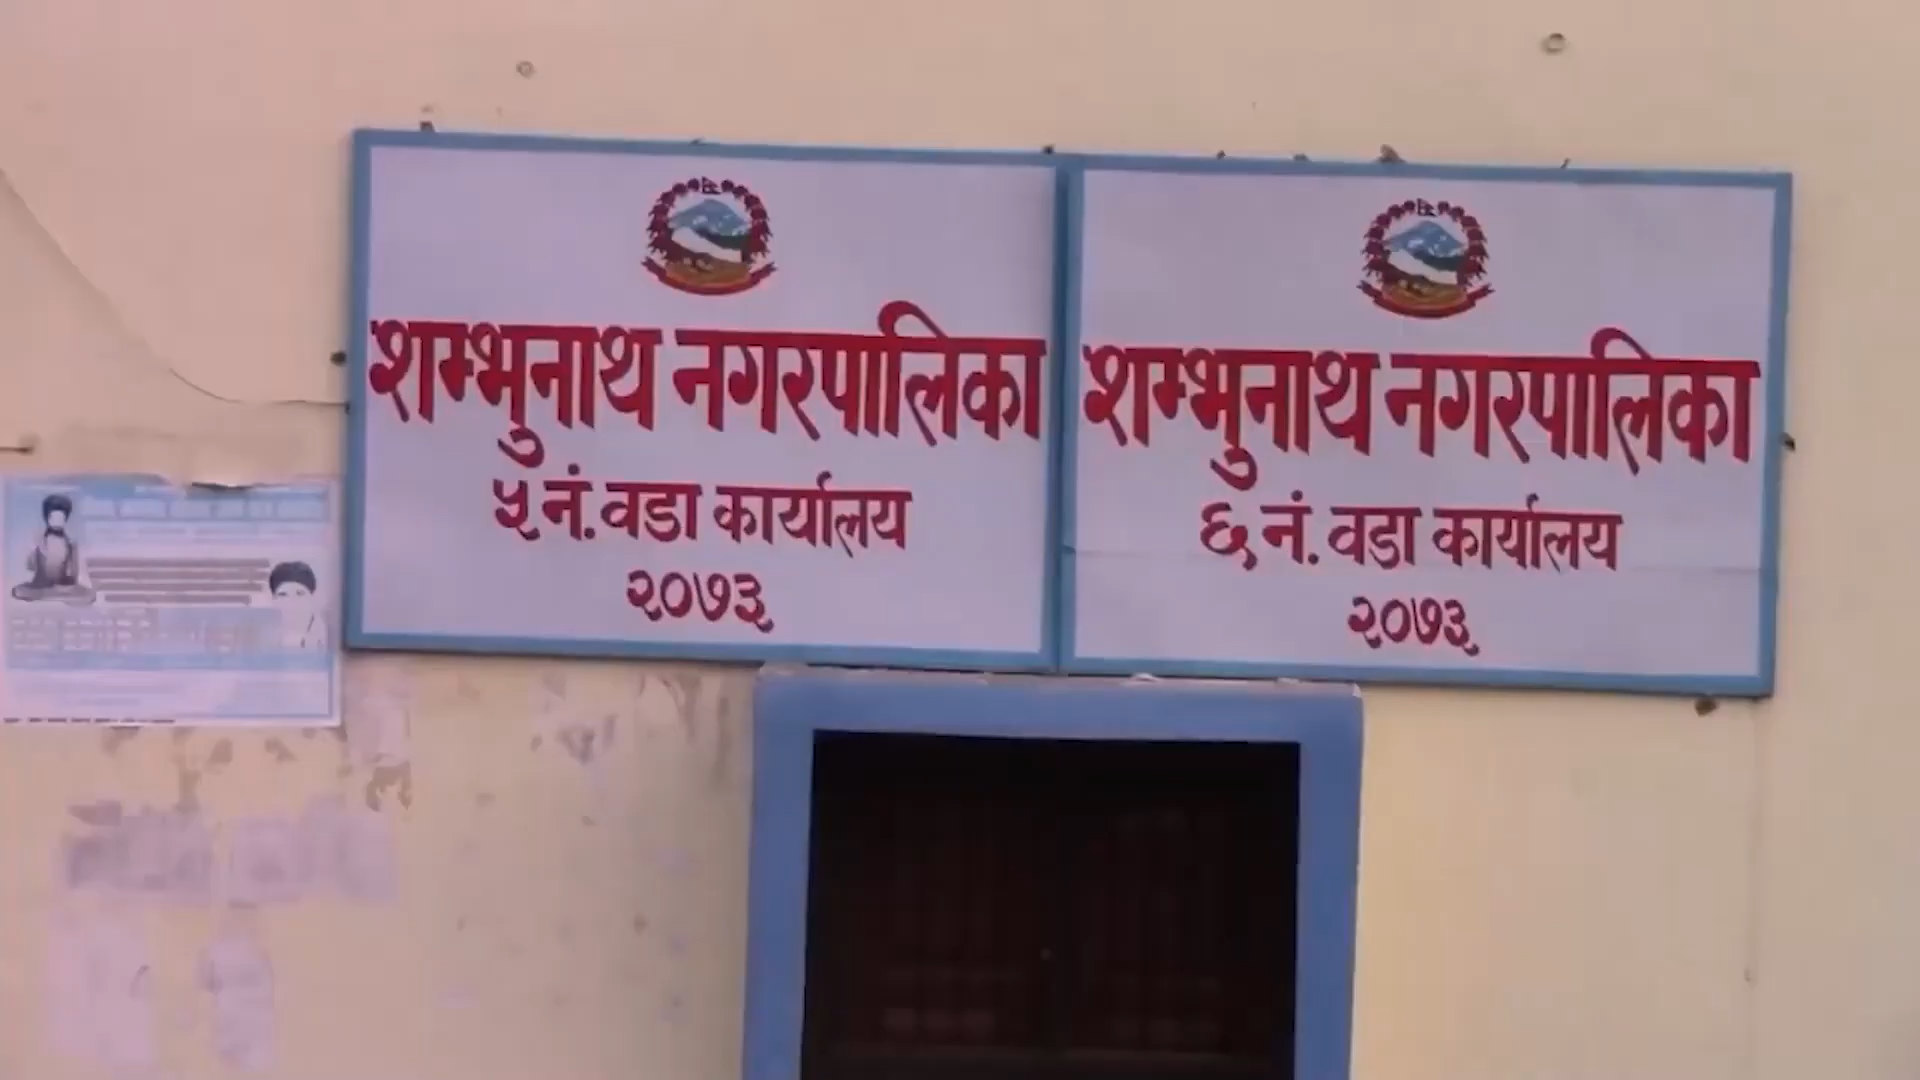 शम्भुनाथ नगरपालिका
५ नं. वडा कार्यालय
२०७३
शम्भुनाथ नगरपालिका
६ नं. वडा कार्यालय
२०७३